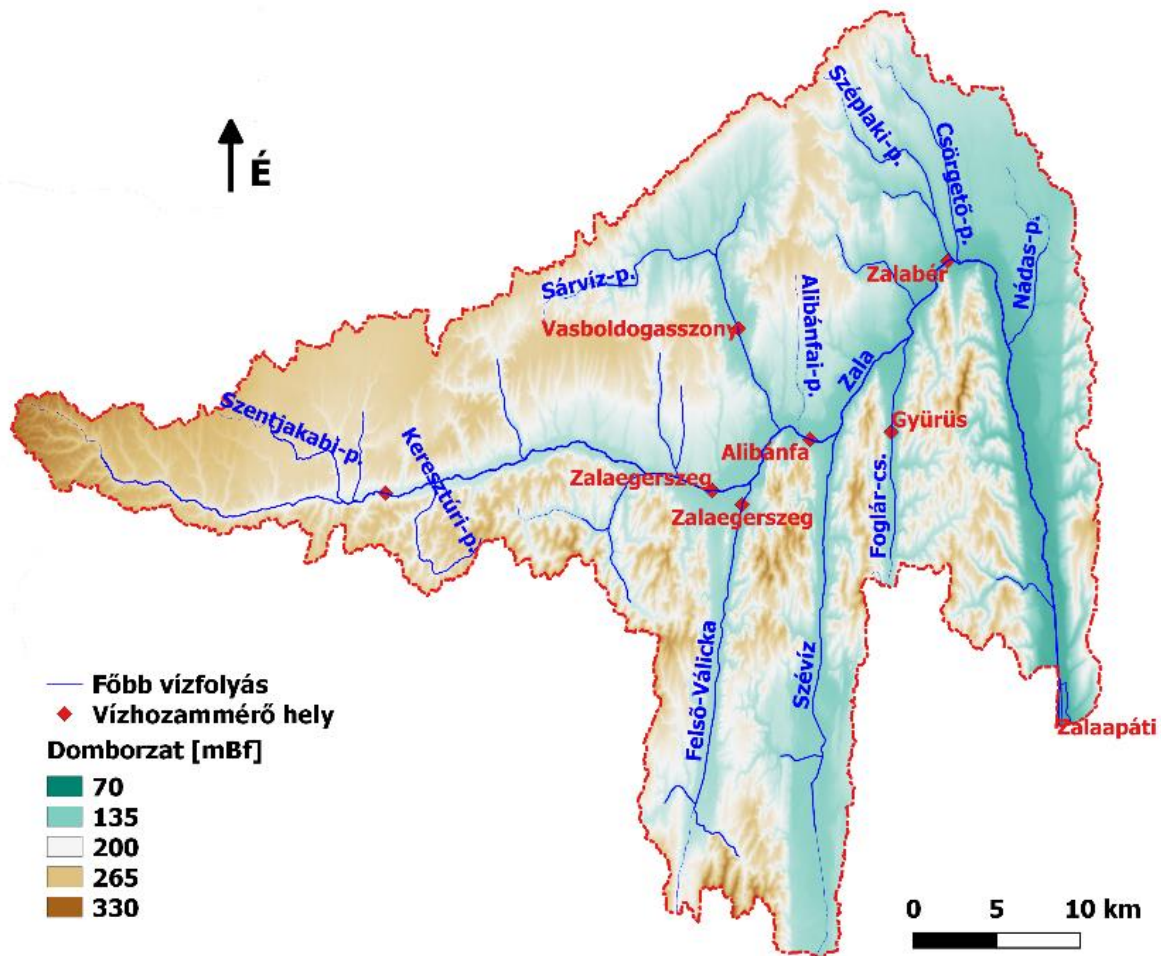 É
Széplaki-p.
Csörgető-p.
Nádas-p.
Zalabér
Sárvíz-p.
Vasboldogasszony
Alibánfai-p.
Zala
Szentjakabi-p.
Keresztúri-p.
Gyürüs
Alibánfa
Zalaegerszeg
Zalaegerszeg
Foglár-cs.
Felső-Válicka
Szévíz
Zalaapáti
Főbb vízfolyás
Vízhozammérő hely
Domborzat [mBf]
70
135
200
265
330
0 5 10 km